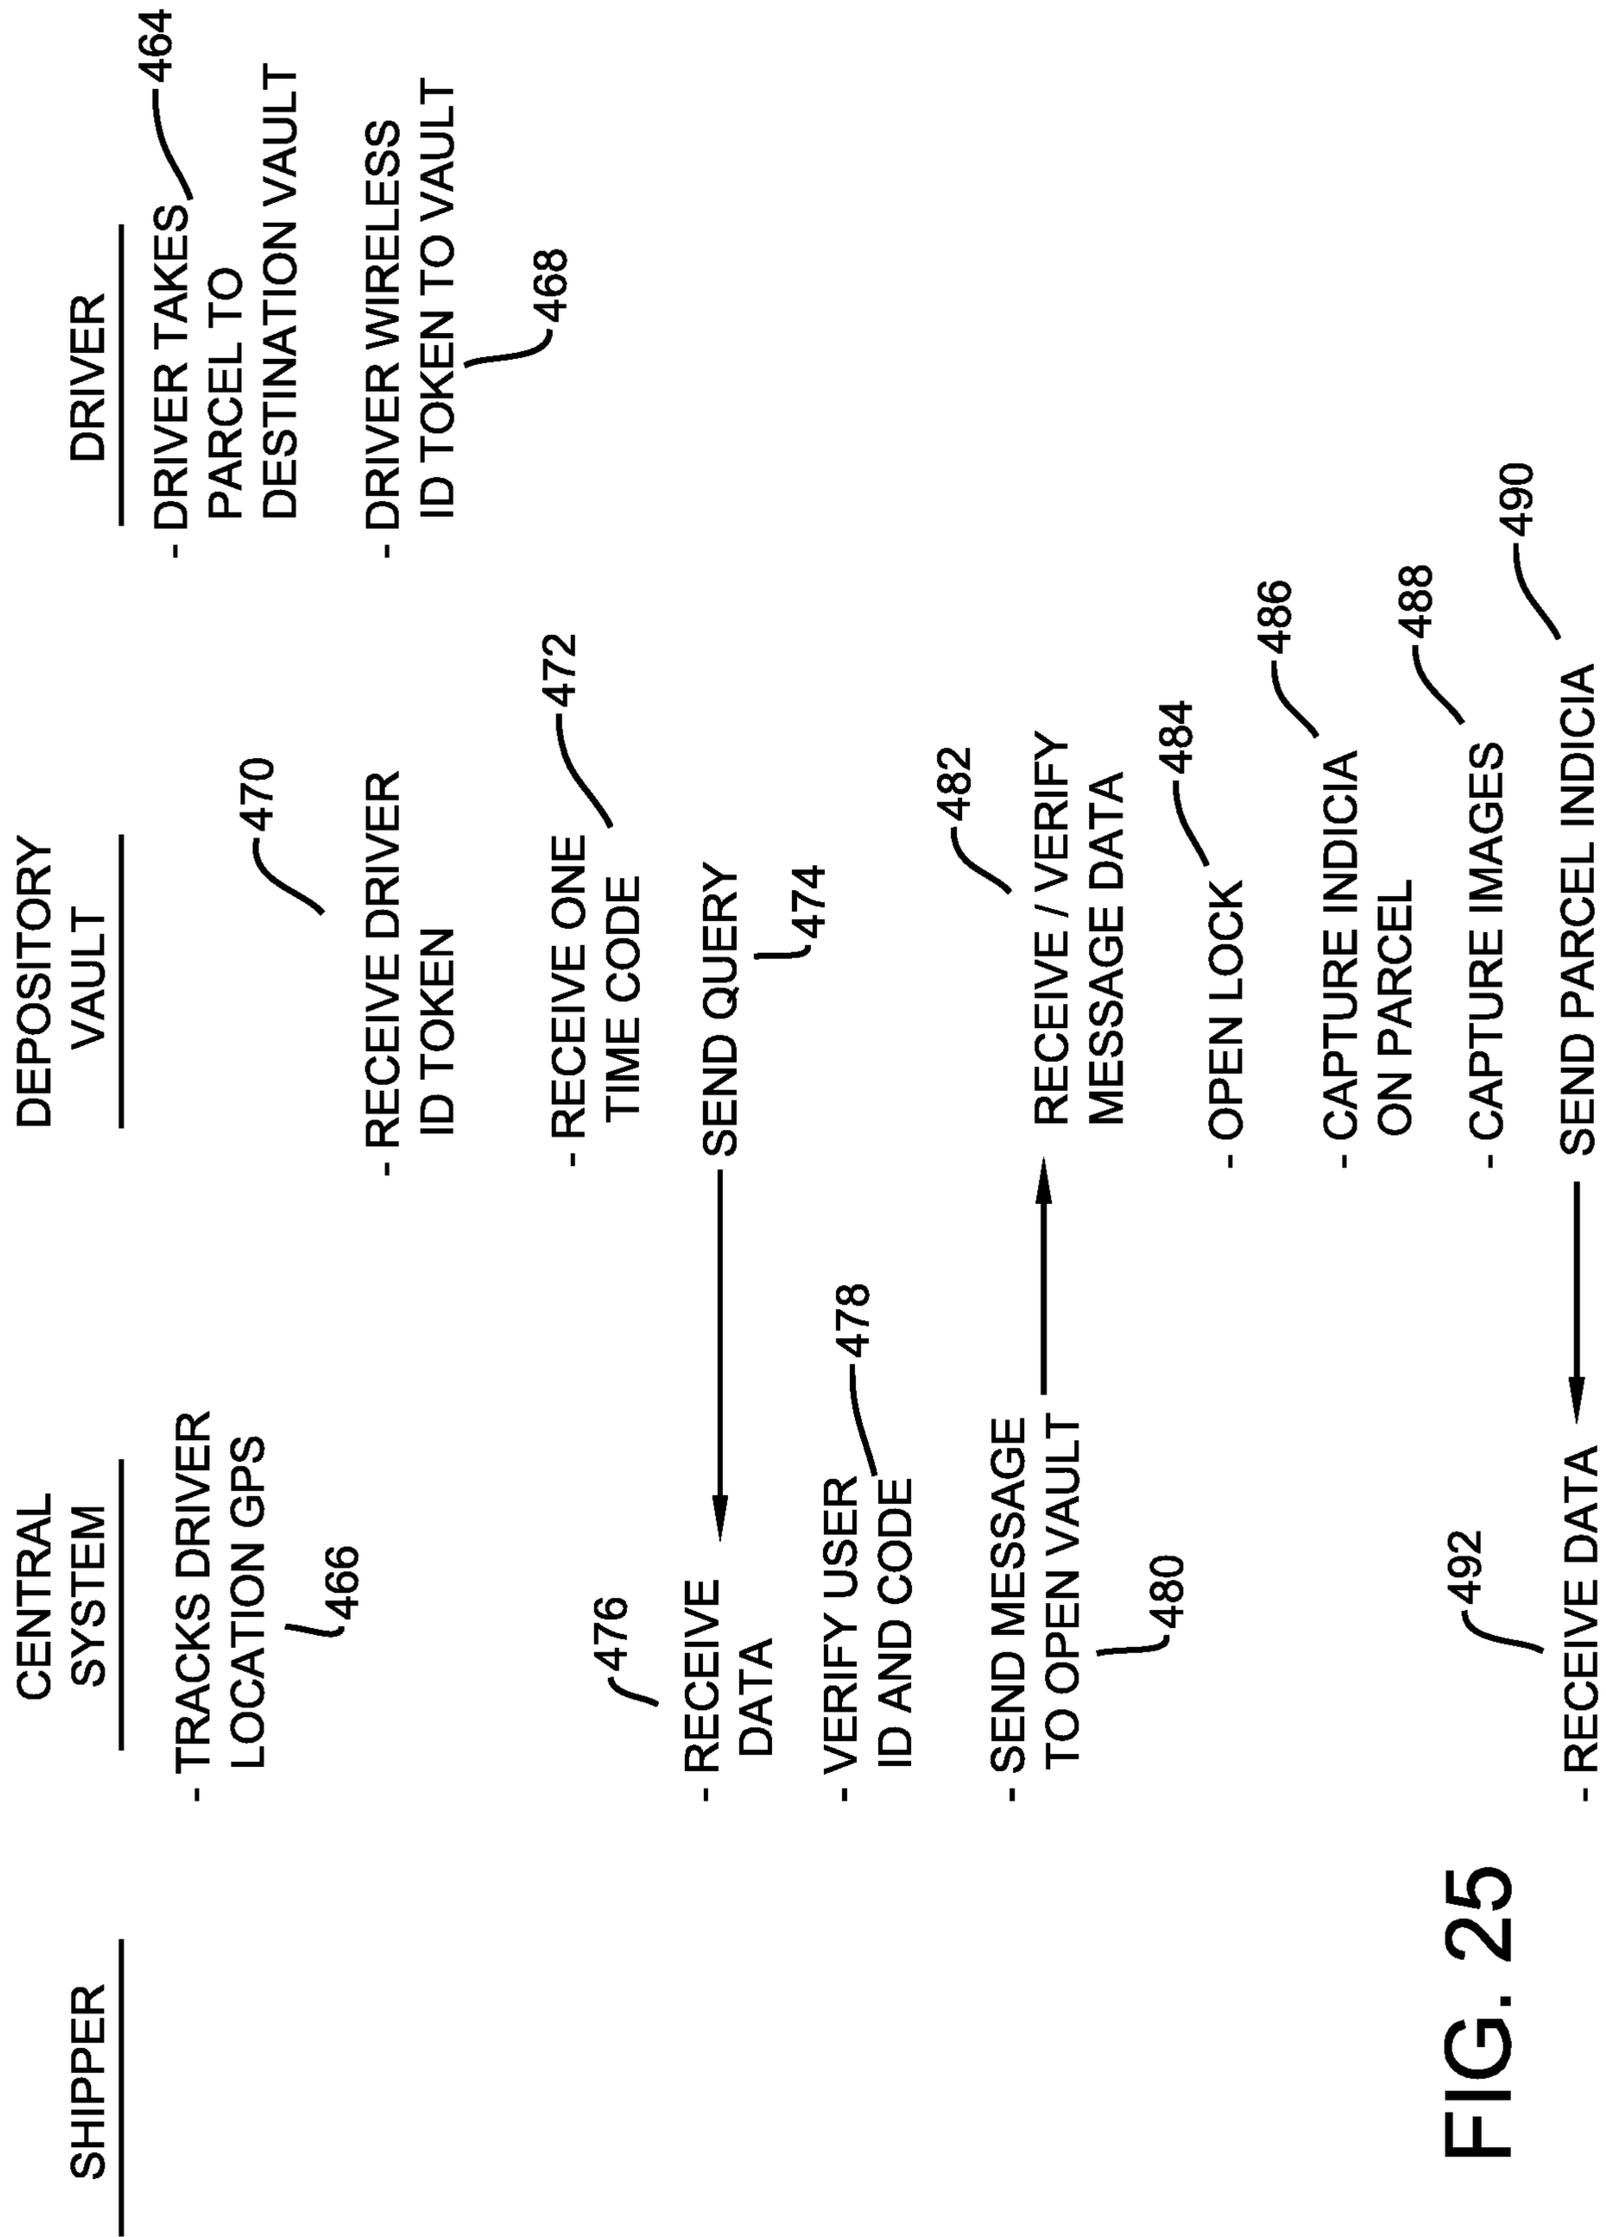 SHIPPER
CENTRAL
SYSTEM
DEPOSITORY
VAULT
DRIVER
- TRACKS DRIVER
LOCATION GPS
466
- DRIVER TAKES
PARCEL TO
DESTINATION VAULT
464
470
- RECEIVE DRIVER
ID TOKEN
- DRIVER WIRELESS
ID TOKEN TO VAULT
468
- RECEIVE ONE
TIME CODE
472
476
- RECEIVE
DATA
SEND QUERY
474
- VERIFY USER
ID AND CODE
478
- SEND MESSAGE
TO OPEN VAULT
480
482
RECEIVE / VERIFY
MESSAGE DATA
- OPEN LOCK
484
- CAPTURE INDICIA
ON PARCEL
486
- CAPTURE IMAGES
488
492
- RECEIVE DATA
SEND PARCEL INDICIA
490
FIG. 25